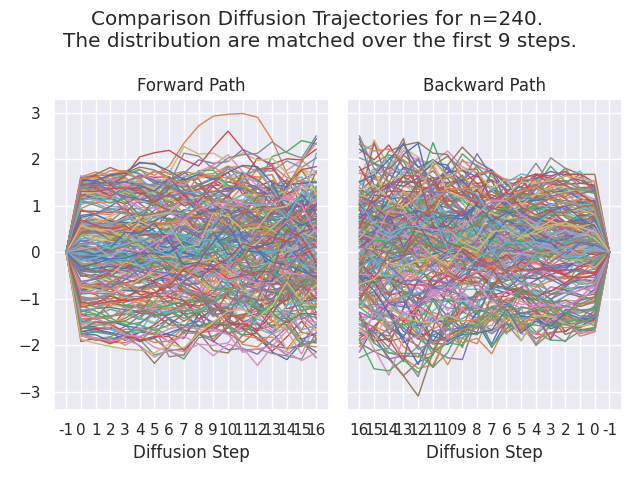 Comparison Diffusion Trajectories for n=240.
The distribution are matched over the first 9 steps.
Forward Path
Backward Path
3
2
1
0
−1
−2
−3
-1 0 1 2 3 4 5 6 7 8 9 10 11 12 13 14 15 16
16 15 14 13 12 11 10 9 8 7 6 5 4 3 2 1 0 -1
Diffusion Step
Diffusion Step